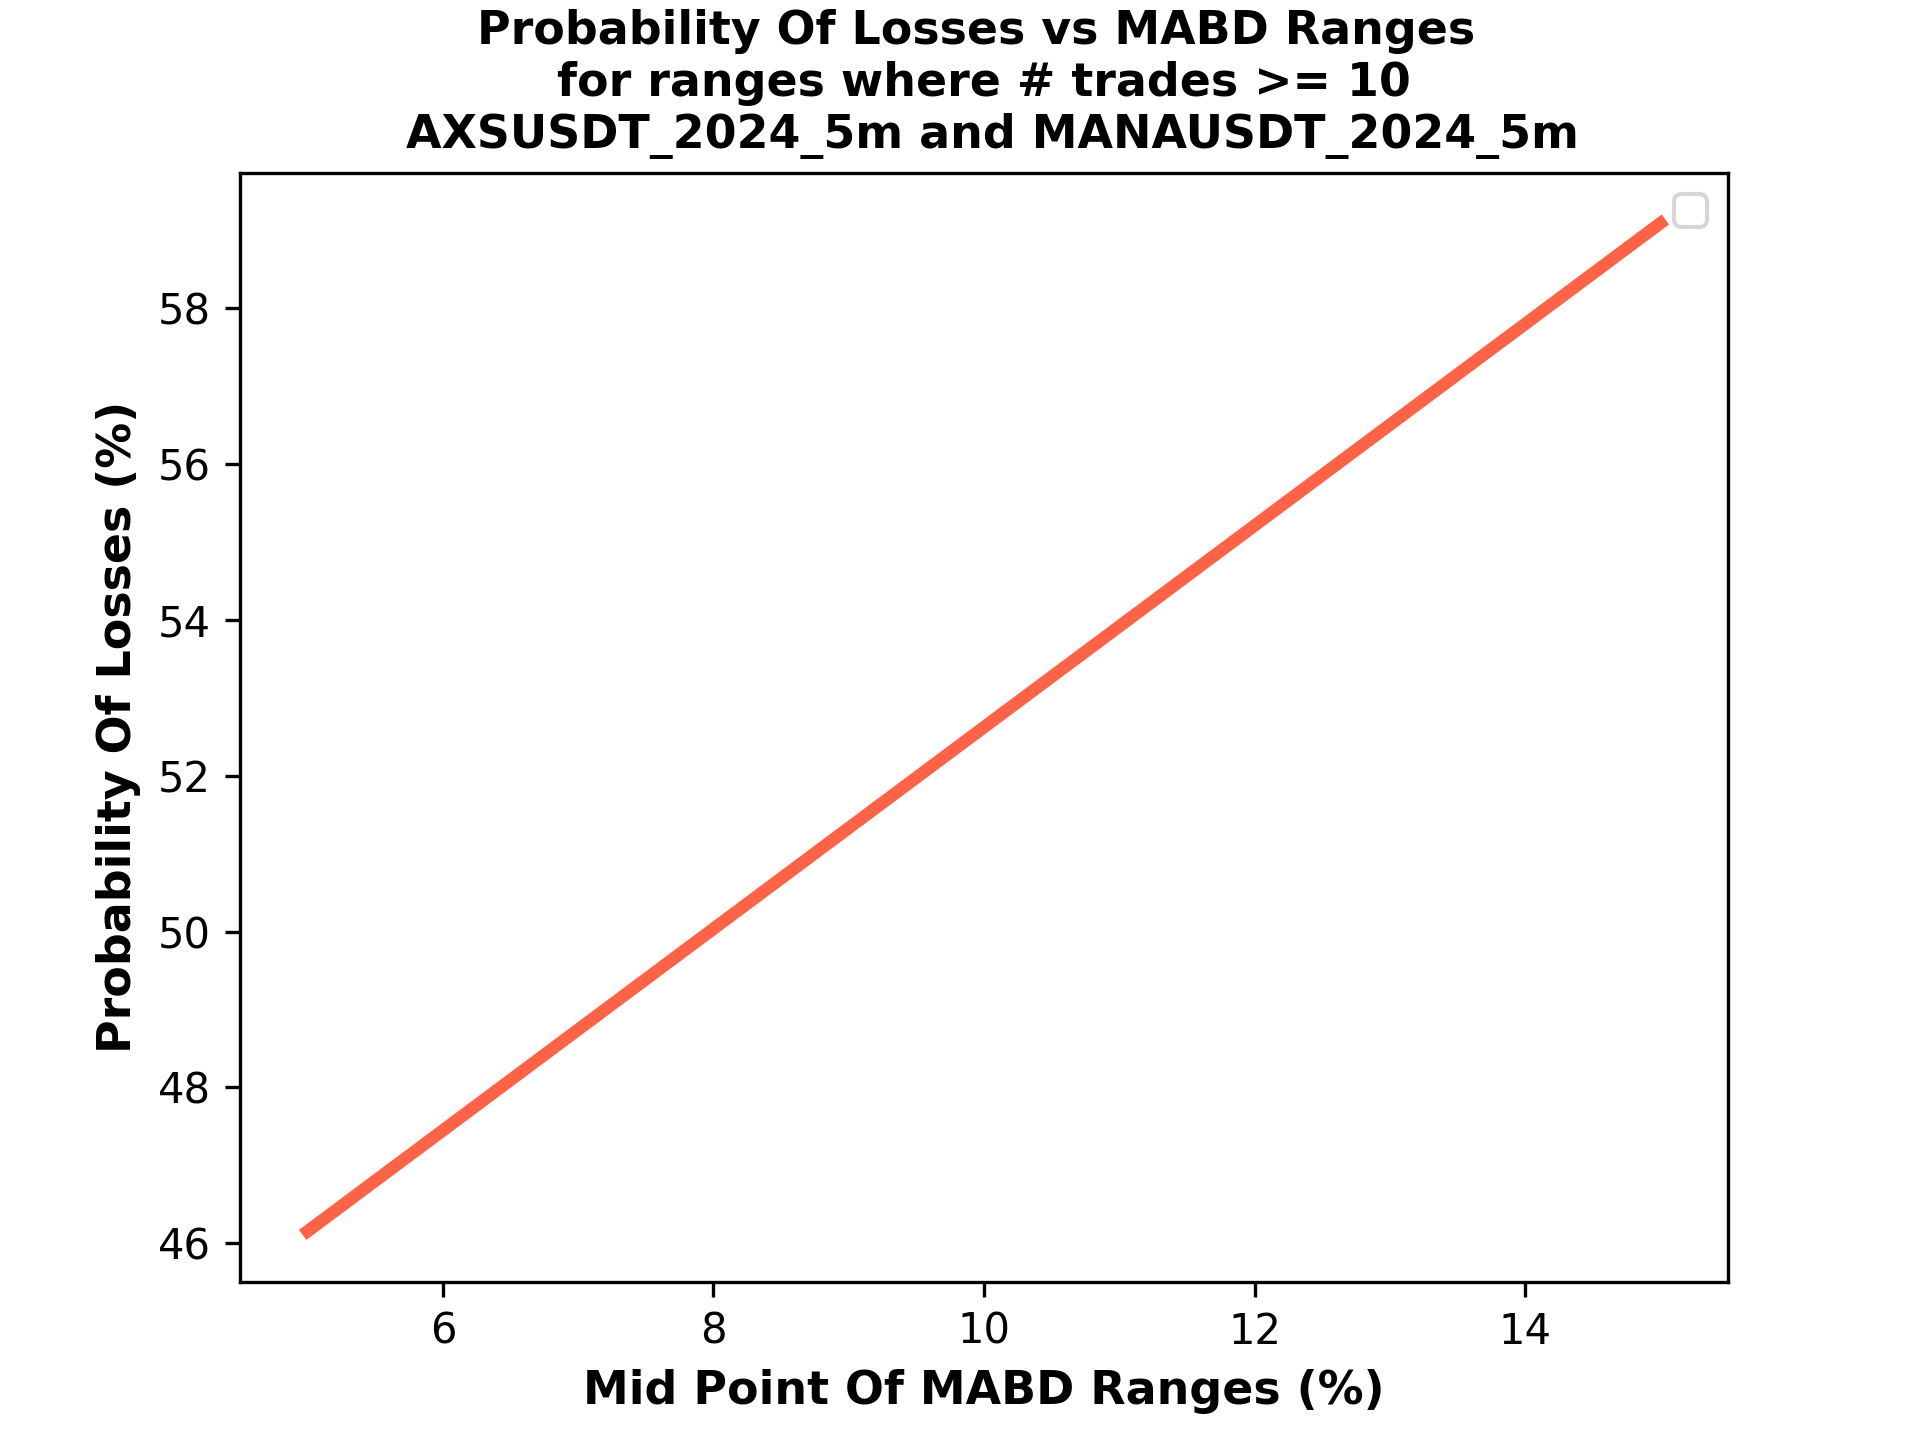 Probability Of Losses vs MABD Ranges
for ranges where # trades >= 10
AXSUSDT_2024_5m and MANAUSDT_2024_5m
58
56
54
52
50
48
46
Probability Of Losses (%)
6 8 10 12 14
Mid Point Of MABD Ranges (%)